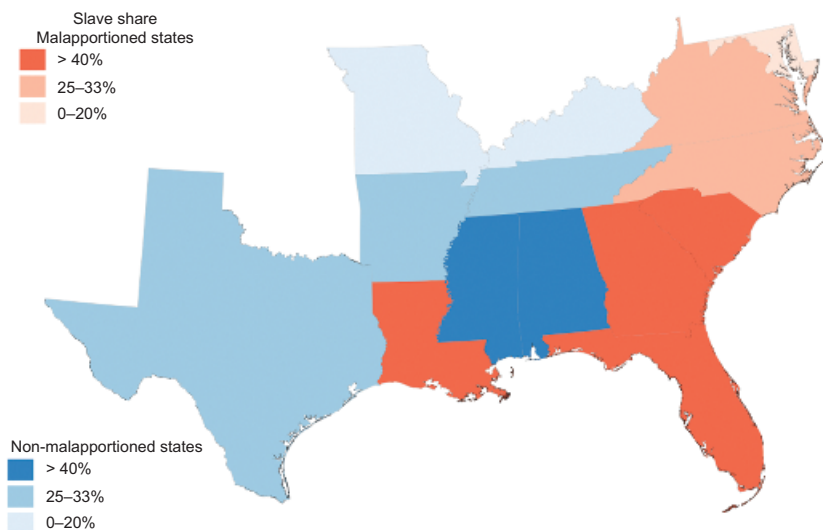 Slave share
Malapportioned states
> 40%
25–33%
0–20%
Non-malapportioned states
> 40%
25–33%
0–20%